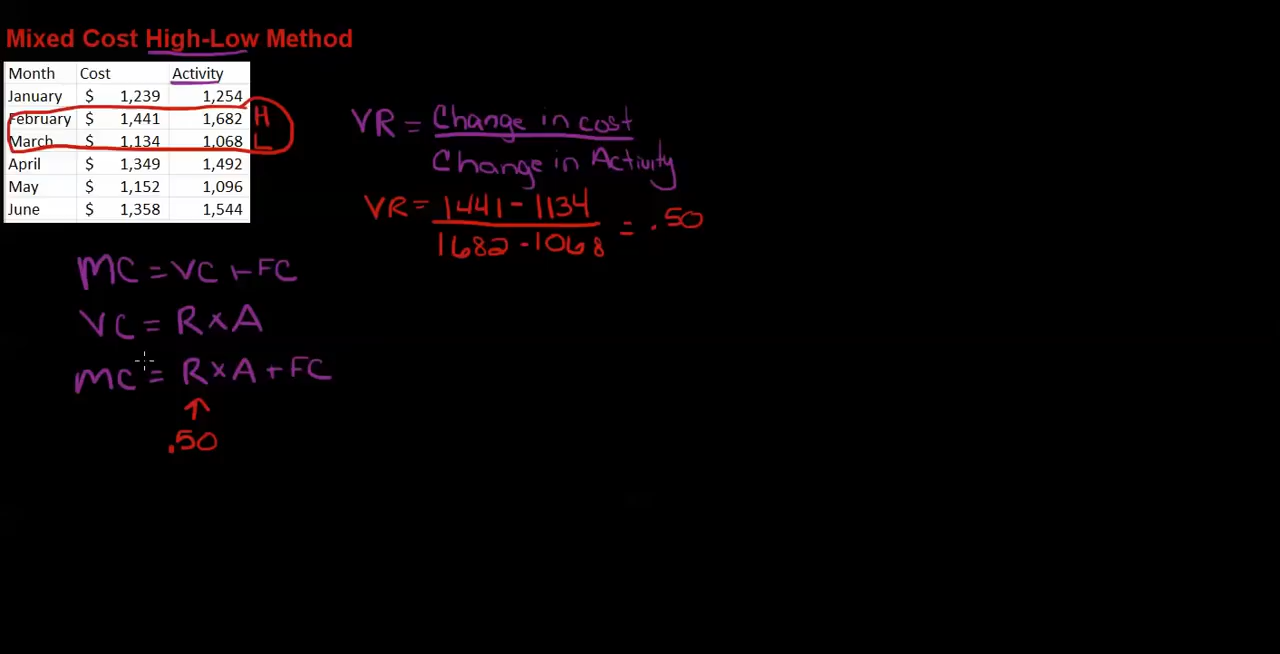 Mixed Cost High-Low Method
Month Cost Activity
January $ 1,239 1,254
February $ 1,441 1,682 H
March $ 1,134 1,068 L
April $ 1,349 1,492
May $ 1,152 1,096
June $ 1,358 1,544
VR = Change in cost
Change in Activity
VR = 1441 - 1134
1682 - 1068 = .50
MC = VC + FC
VC = R x A
MC = R x A + FC
.50